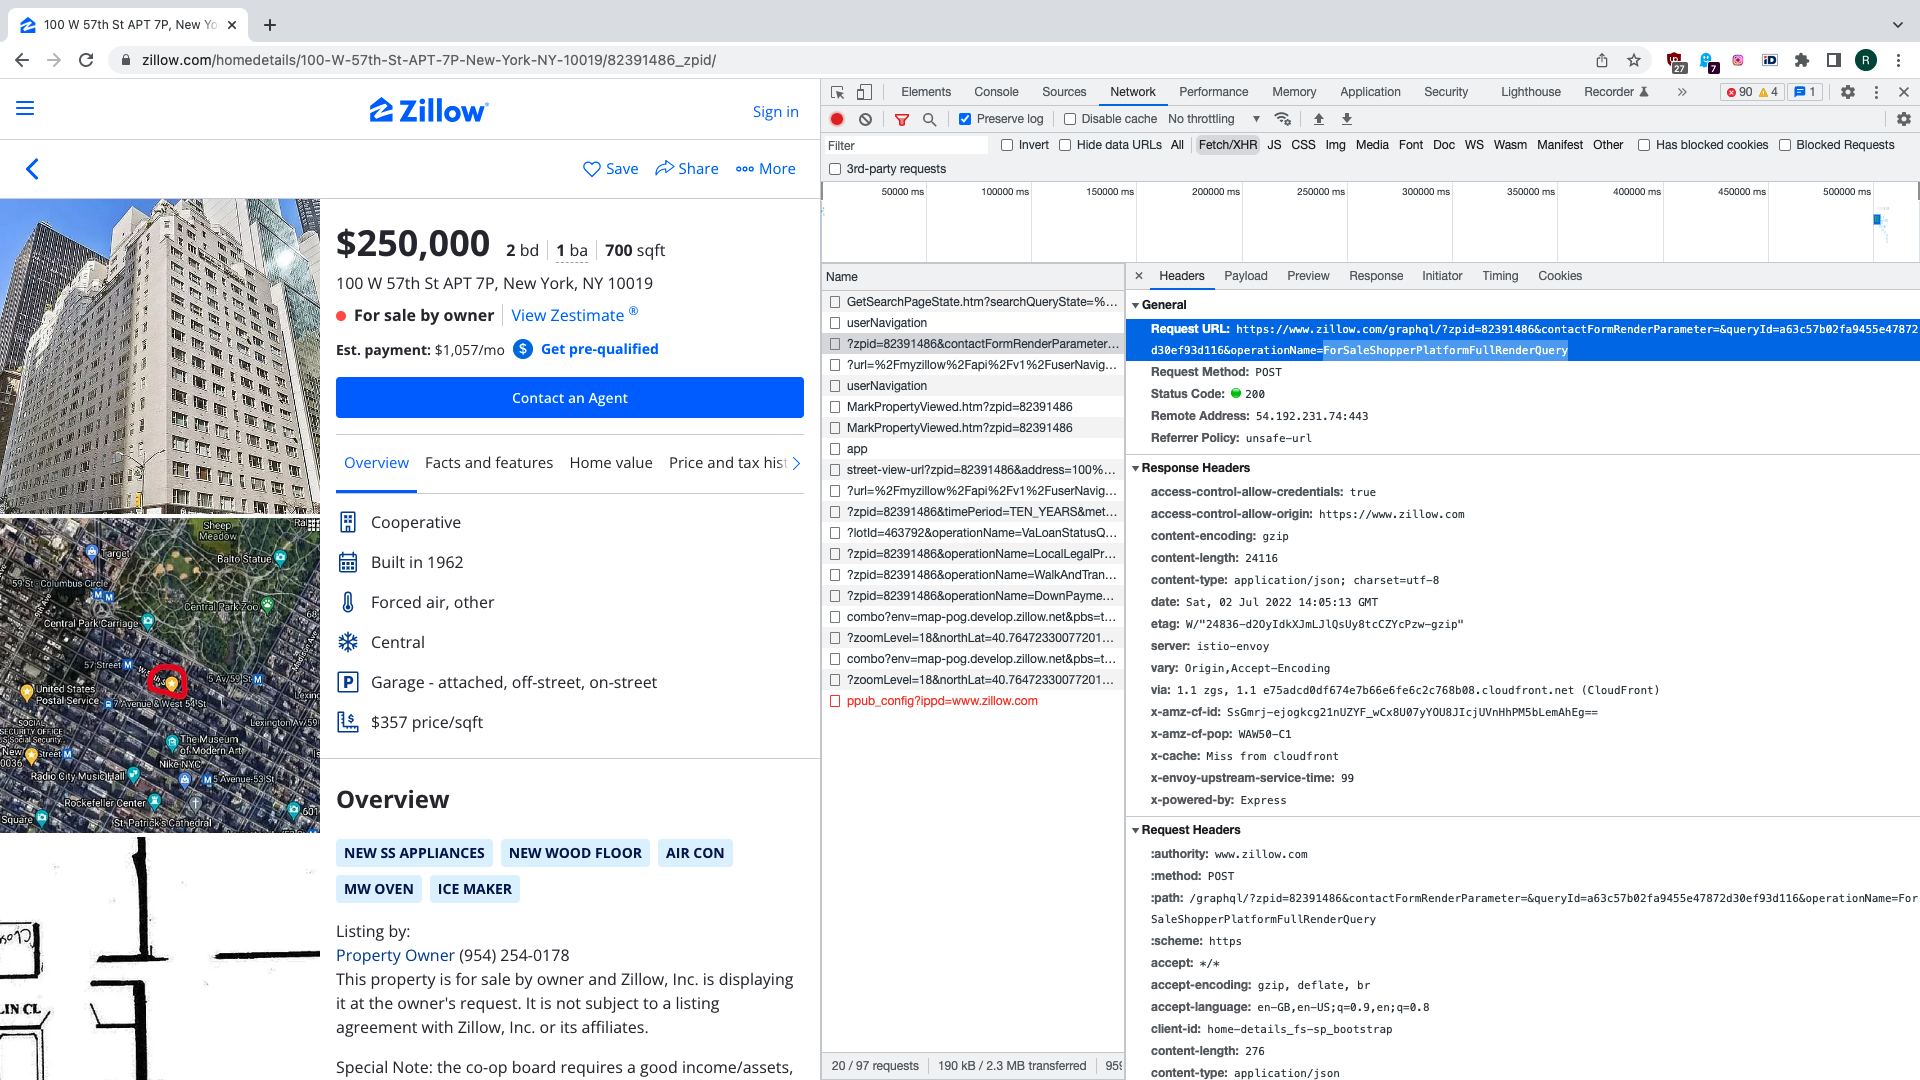 100 W 57th St APT 7P, New Yo
zillow.com/homedetails/100-W-57th-St-APT-7P-New-York-NY-10019/82391486_zpid/
27
7
iD
R
Zillow
Sign in
Save
Share
More
$250,000 2 bd 1 ba 700 sqft
100 W 57th St APT 7P, New York, NY 10019
For sale by owner View Zestimate ®
Est. payment: $1,057/mo $ Get pre-qualified
Contact an Agent
Overview Facts and features Home value Price and tax hist
Cooperative
Built in 1962
Forced air, other
Central
P Garage - attached, off-street, on-street
$357 price/sqft
Overview
NEW SS APPLIANCES NEW WOOD FLOOR AIR CON
MW OVEN ICE MAKER
Listing by:
Property Owner (954) 254-0178
This property is for sale by owner and Zillow, Inc. is displaying
it at the owner's request. It is not subject to a listing
agreement with Zillow, Inc. or its affiliates.
Special Note: the co-op board requires a good income/assets,
Sheep
Meadow
Target
Balto Statue
59 St - Columbus Circle
Central Park Zoo
Central Park Carriage
57 Street
5 Av/59 St
United States
Postal Service
7 Avenue & West 54 St
Lexington Av/59
SOCIAL
SECURITY OFFICE
US Social Security...
The Museum
of Modern Art
Nike NYC
Radio City Music Hall
5 Avenue-53 St
Rockefeller Center
St. Patrick's Cathedral
Square
LIN CL
Elements Console Sources Network Performance Memory Application Security Lighthouse Recorder 90 4 1
Preserve log Disable cache No throttling
Filter Invert Hide data URLs All Fetch/XHR JS CSS Img Media Font Doc WS Wasm Manifest Other Has blocked cookies Blocked Requests
3rd-party requests
50000 ms 100000 ms 150000 ms 200000 ms 250000 ms 300000 ms 350000 ms 400000 ms 450000 ms 500000 ms
Name
GetSearchPageState.htm?searchQueryState=%...
userNavigation
?zpid=82391486&contactFormRenderParameter...
?url=%2Fmyzillow%2Fapi%2Fv1%2FuserNavig...
userNavigation
MarkPropertyViewed.htm?zpid=82391486
MarkPropertyViewed.htm?zpid=82391486
app
street-view-url?zpid=82391486&address=100%...
?url=%2Fmyzillow%2Fapi%2Fv1%2FuserNavig...
?zpid=82391486&timePeriod=TEN_YEARS&met...
?lotId=463792&operationName=VaLoanStatusQ...
?zpid=82391486&operationName=LocalLegalPr...
?zpid=82391486&operationName=WalkAndTran...
?zpid=82391486&operationName=DownPayme...
combo?env=map-pog.develop.zillow.net&pbs=t...
?zoomLevel=18&northLat=40.76472330077201...
combo?env=map-pog.develop.zillow.net&pbs=t...
?zoomLevel=18&northLat=40.76472330077201...
ppub_config?ippd=www.zillow.com
20 / 97 requests 190 kB / 2.3 MB transferred 959
Headers Payload Preview Response Initiator Timing Cookies
General
Request URL: https://www.zillow.com/graphql/?zpid=82391486&contactFormRenderParameter=&queryId=a63c57b02fa9455e47872
d30ef93d116&operationName=ForSaleShopperPlatformFullRenderQuery
Request Method: POST
Status Code: 200
Remote Address: 54.192.231.74:443
Referrer Policy: unsafe-url
Response Headers
access-control-allow-credentials: true
access-control-allow-origin: https://www.zillow.com
content-encoding: gzip
content-length: 24116
content-type: application/json; charset=utf-8
date: Sat, 02 Jul 2022 14:05:13 GMT
etag: W/"24836-d2OyIdkXJmLJlQsUy8tcCZYcPzw-gzip"
server: istio-envoy
vary: Origin,Accept-Encoding
via: 1.1 zgs, 1.1 e75adcd0df674e7b66e6fe6c2c768b08.cloudfront.net (CloudFront)
x-amz-cf-id: SsGmrj-ejogkcg21nUZYF_wCx8U07yYOU8JIcjUVnHhPM5bLemAhEg==
x-amz-cf-pop: WAW50-C1
x-cache: Miss from cloudfront
x-envoy-upstream-service-time: 99
x-powered-by: Express
Request Headers
:authority: www.zillow.com
:method: POST
:path: /graphql/?zpid=82391486&contactFormRenderParameter=&queryId=a63c57b02fa9455e47872d30ef93d116&operationName=For
SaleShopperPlatformFullRenderQuery
:scheme: https
accept: */*
accept-encoding: gzip, deflate, br
accept-language: en-GB,en-US;q=0.9,en;q=0.8
client-id: home-details_fs-sp_bootstrap
content-length: 276
content-type: application/json